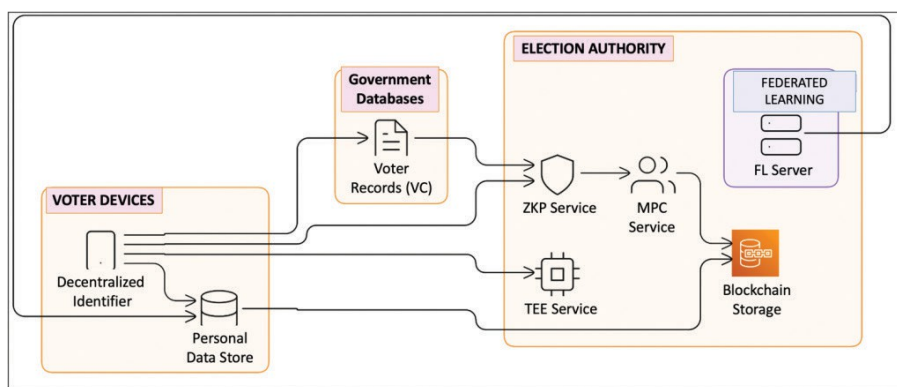 ELECTION AUTHORITY
Government
Databases
FEDERATED
LEARNING
FL Server
Voter
Records (VC)
ZKP Service
MPC
Service
VOTER DEVICES
Decentralized
Identifier
TEE Service
Blockchain
Storage
Personal
Data Store